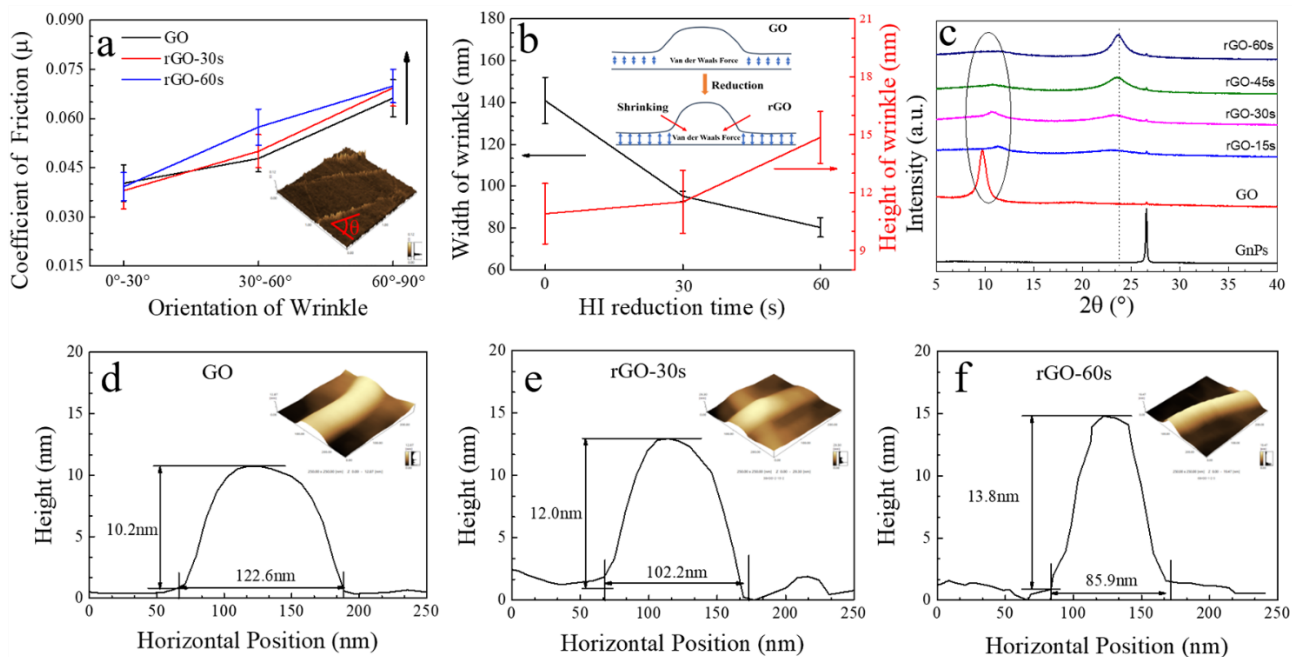 a
GO
rGO-30s
rGO-60s
Coefficient of Friction (μ)
0.090
0.075
0.060
0.045
0.030
0.015
θ
0°-30° 30°-60° 60°-90°
Orientation of Wrinkle
b
Width of wrinkle (nm)
180
160
140
120
100
80
60
GO
Van der Waals Force
Reduction
Shrinking
rGO
Van der Waals Force
21
18
15
12
9
Height of wrinkle (nm)
0 30 60
HI reduction time (s)
c
Intensity (a.u.)
rGO-60s
rGO-45s
rGO-30s
rGO-15s
GO
GnPs
5 10 15 20 25 30 35 40
2θ (°)
d
GO
Height (nm)
20
15
10
5
0
10.2nm
122.6nm
0 50 100 150 200 250
Horizontal Position (nm)
e
rGO-30s
Height (nm)
20
15
10
5
0
12.0nm
102.2nm
0 50 100 150 200 250
Horizontal Position (nm)
f
rGO-60s
Height (nm)
20
15
10
5
0
13.8nm
85.9nm
0 50 100 150 200 250
Horizontal Position (nm)